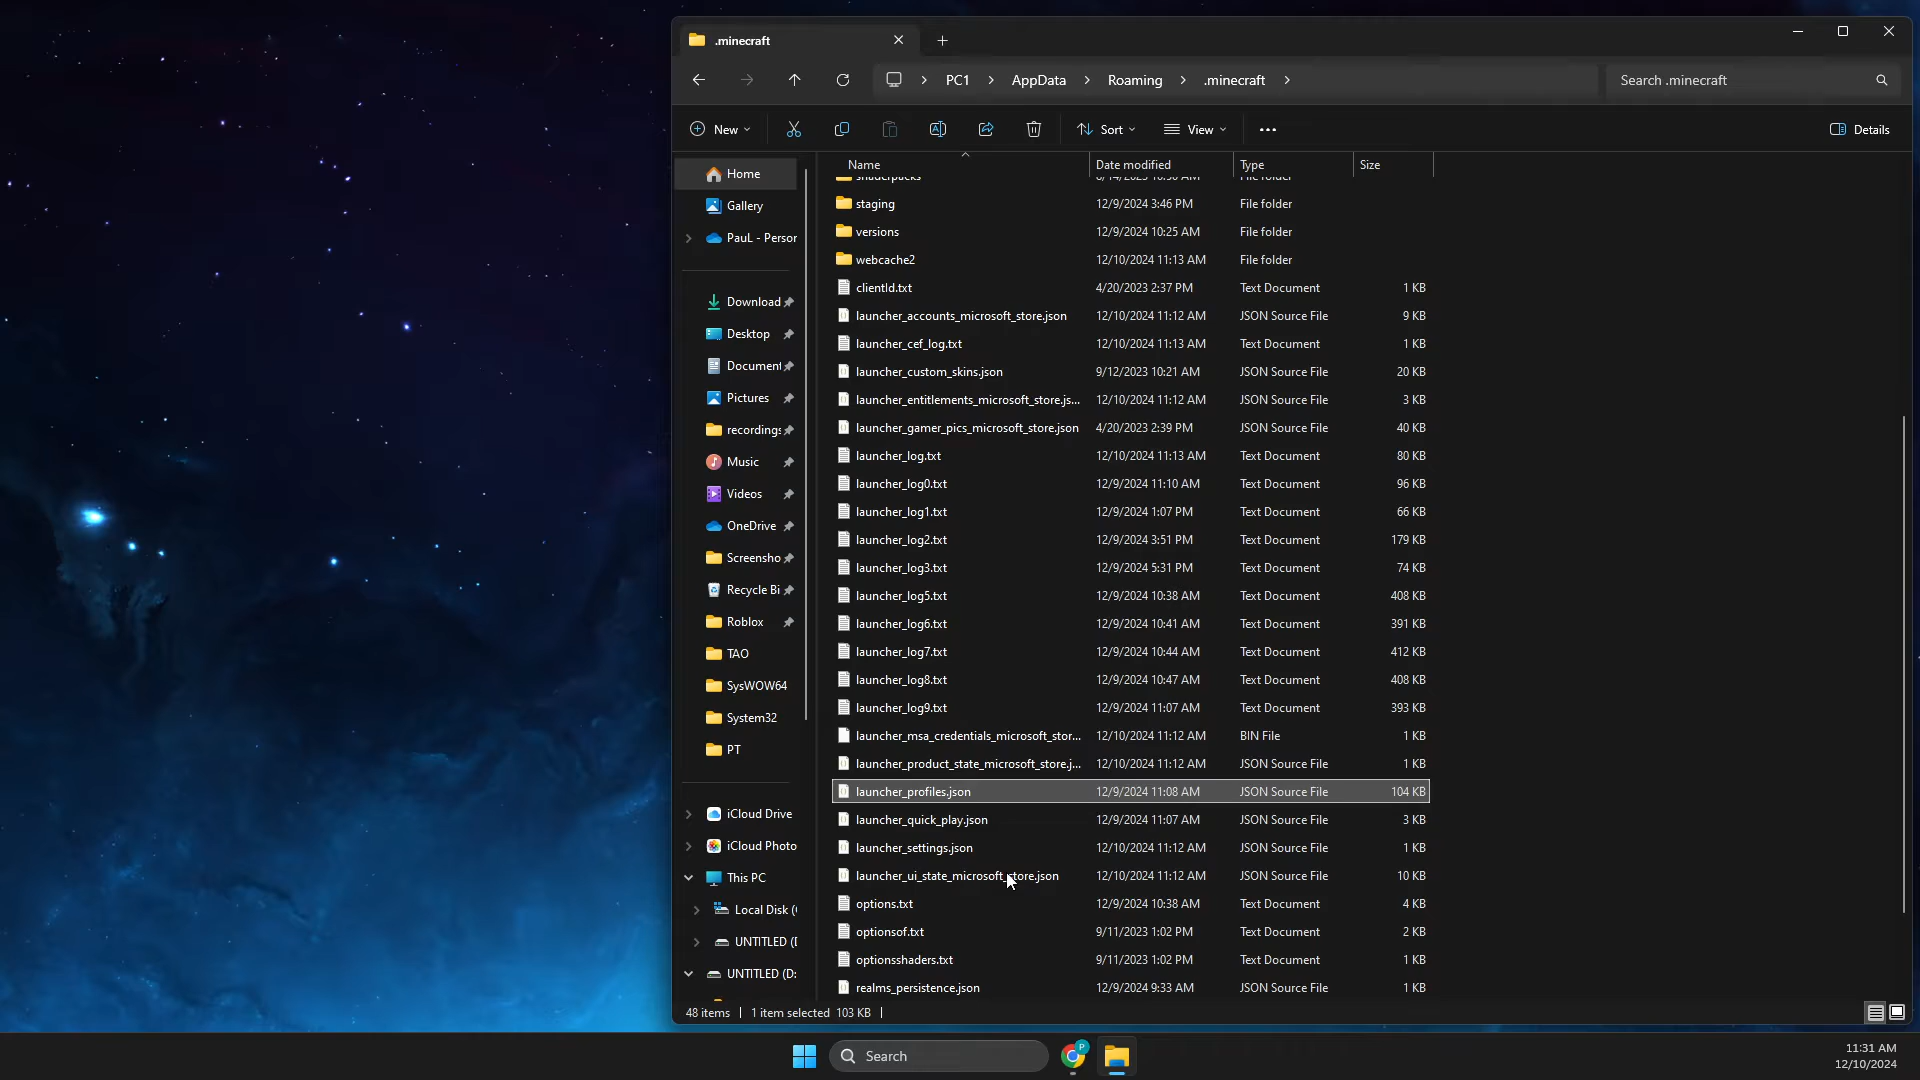 .minecraft
PC1 AppData Roaming .minecraft
Search .minecraft
New Sort View ... Details
Name Date modified Type Size
Home
Gallery
PauL - Person
Download
Desktop
Document
Pictures
recordings
Music
Videos
OneDrive
Screensho
Recycle Bi
Roblox
TAO
SysWOW64
System32
PT
iCloud Drive
iCloud Photo
This PC
Local Disk (
UNTITLED (
UNTITLED (D:
shaderpacks 8/14/2023 10:50 AM File folder
staging 12/9/2024 3:46 PM File folder
versions 12/9/2024 10:25 AM File folder
webcache2 12/10/2024 11:13 AM File folder
clientId.txt 4/20/2023 2:37 PM Text Document 1 KB
launcher_accounts_microsoft_store.json 12/10/2024 11:12 AM JSON Source File 9 KB
launcher_cef_log.txt 12/10/2024 11:13 AM Text Document 1 KB
launcher_custom_skins.json 9/12/2023 10:21 AM JSON Source File 20 KB
launcher_entitlements_microsoft_store.js... 12/10/2024 11:12 AM JSON Source File 3 KB
launcher_gamer_pics_microsoft_store.json 4/20/2023 2:39 PM JSON Source File 40 KB
launcher_log.txt 12/10/2024 11:13 AM Text Document 80 KB
launcher_log0.txt 12/9/2024 11:10 AM Text Document 96 KB
launcher_log1.txt 12/9/2024 1:07 PM Text Document 66 KB
launcher_log2.txt 12/9/2024 3:51 PM Text Document 179 KB
launcher_log3.txt 12/9/2024 5:31 PM Text Document 74 KB
launcher_log5.txt 12/9/2024 10:38 AM Text Document 408 KB
launcher_log6.txt 12/9/2024 10:41 AM Text Document 391 KB
launcher_log7.txt 12/9/2024 10:44 AM Text Document 412 KB
launcher_log8.txt 12/9/2024 10:47 AM Text Document 408 KB
launcher_log9.txt 12/9/2024 11:07 AM Text Document 393 KB
launcher_msa_credentials_microsoft_stor... 12/10/2024 11:12 AM BIN File 1 KB
launcher_product_state_microsoft_store.j... 12/10/2024 11:12 AM JSON Source File 1 KB
launcher_profiles.json 12/9/2024 11:08 AM JSON Source File 104 KB
launcher_quick_play.json 12/9/2024 11:07 AM JSON Source File 3 KB
launcher_settings.json 12/10/2024 11:12 AM JSON Source File 1 KB
launcher_ui_state_microsoft_store.json 12/10/2024 11:12 AM JSON Source File 10 KB
options.txt 12/9/2024 10:38 AM Text Document 4 KB
optionsof.txt 9/11/2023 1:02 PM Text Document 2 KB
optionsshaders.txt 9/11/2023 1:02 PM Text Document 1 KB
realms_persistence.json 12/9/2024 9:33 AM JSON Source File 1 KB
48 items 1 item selected 103 KB
Search
P
11:31 AM
12/10/2024